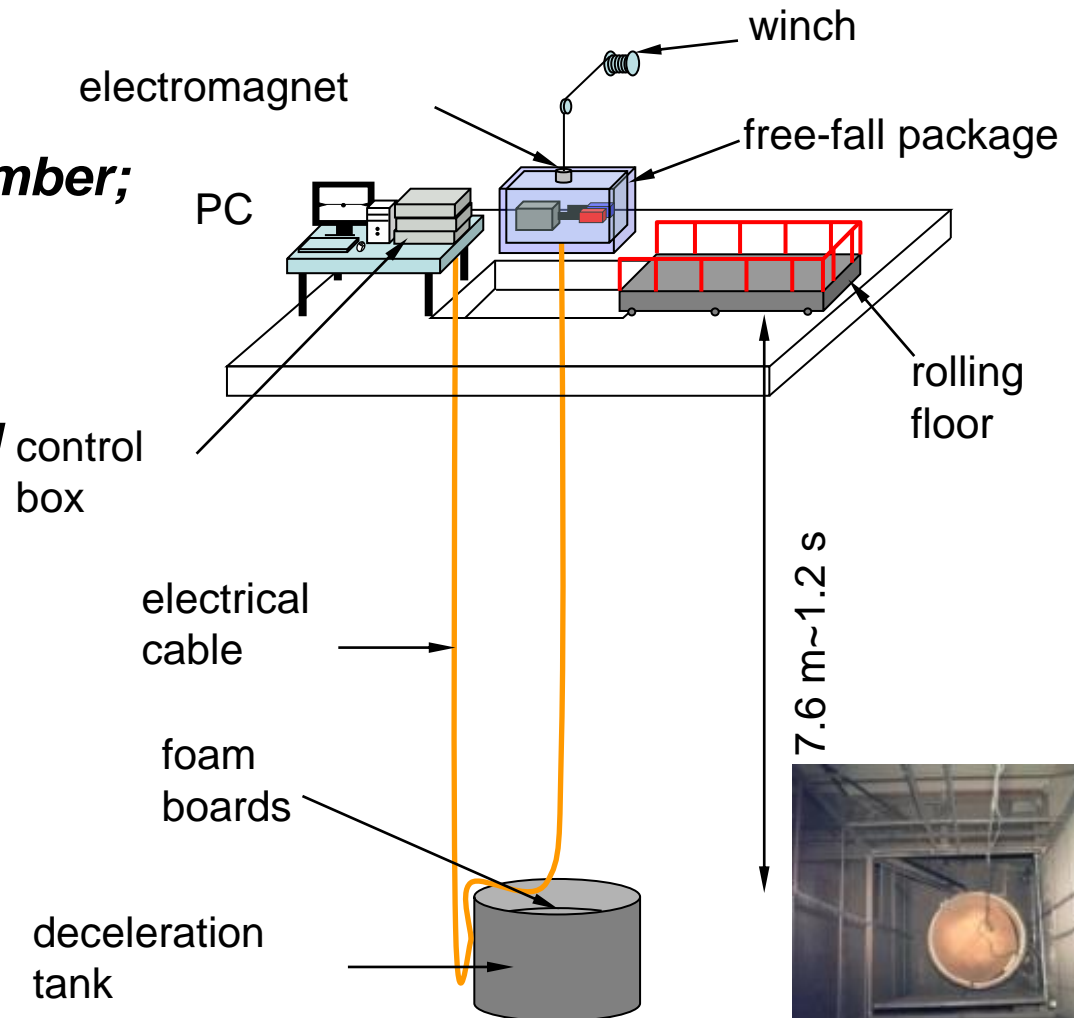 winch
electromagnet
free-fall package
mber;
PC
rolling
floor
control
box
electrical
cable
7.6 m~1.2 s
foam
boards
deceleration
tank